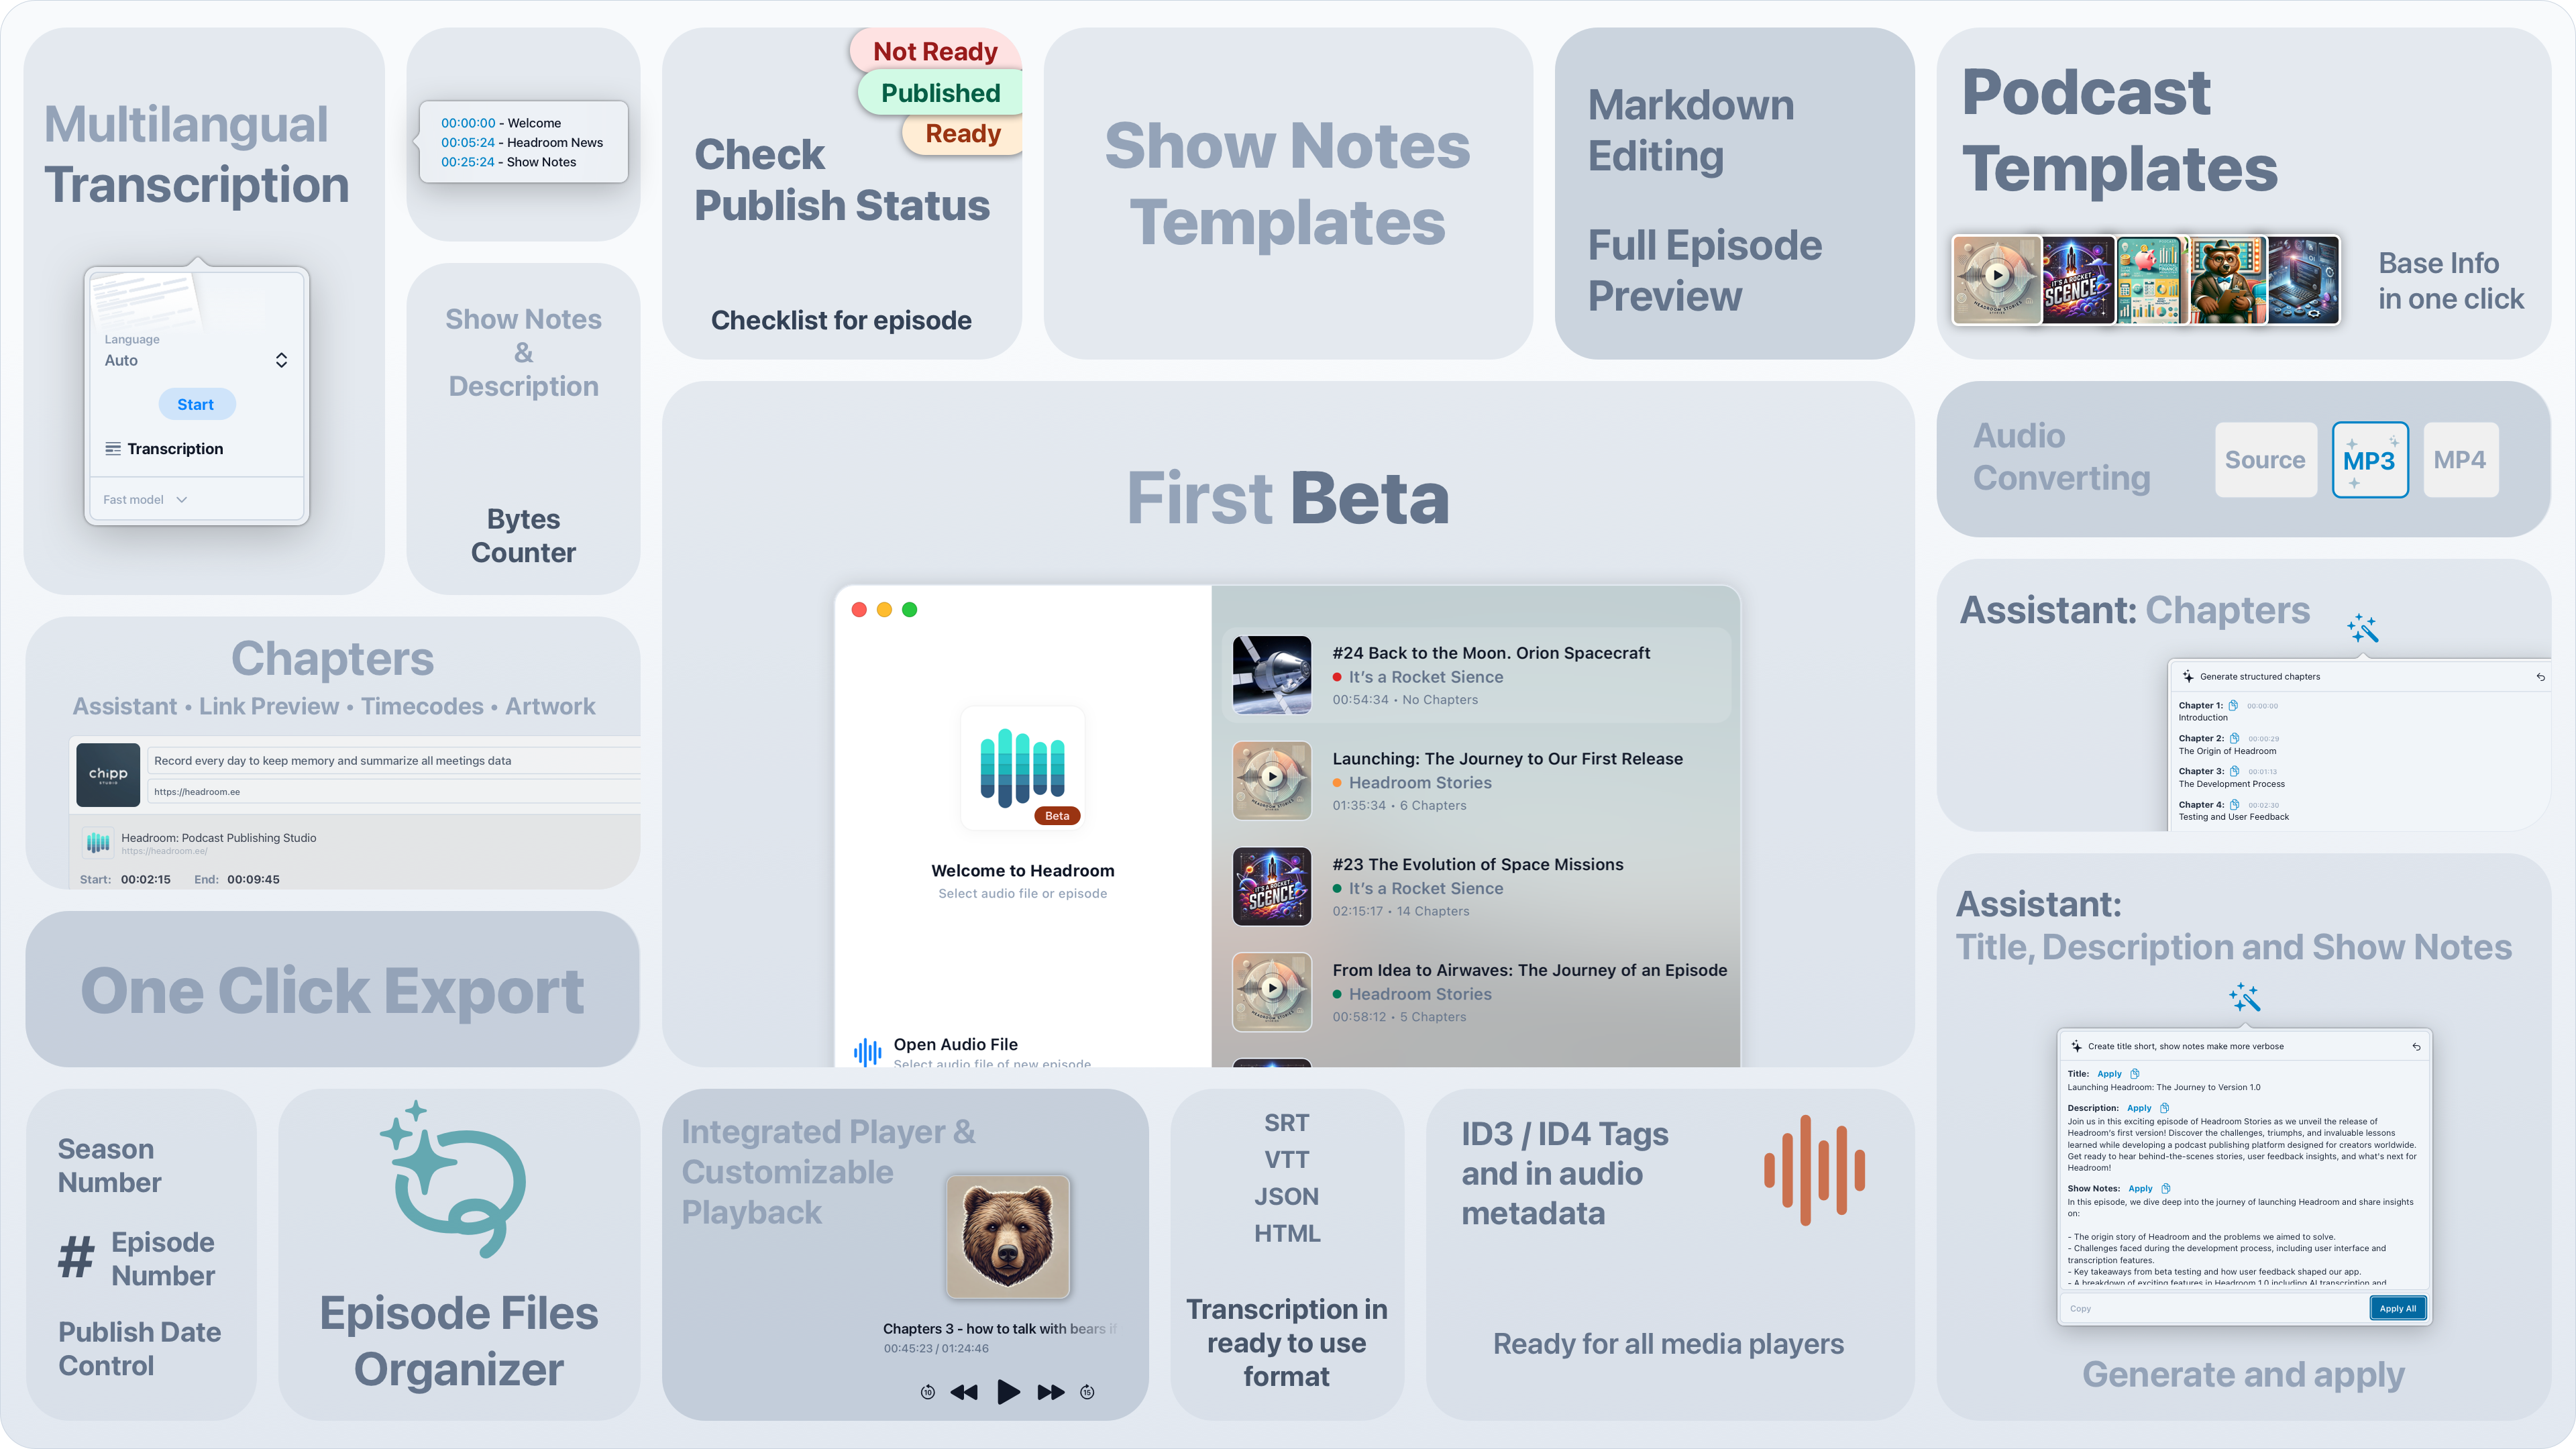 Multilangual
Transcription
Language
Auto
Start
Transcription
Fast model
00:00:00 - Welcome
00:05:24 - Headroom News
00:25:24 - Show Notes
Show Notes
&
Description
Bytes
Counter
Not Ready
Published
Ready
Check
Publish Status
Checklist for episode
Show Notes
Templates
Markdown
Editing
Full Episode
Preview
Podcast
Templates
Base Info
in one click
Audio
Converting
Source
MP3
MP4
First Beta
Beta
Welcome to Headroom
Select audio file or episode
Open Audio File
Select audio file of new episode
#24 Back to the Moon. Orion Spacecraft
It's a Rocket Sience
00:54:34 • No Chapters
Launching: The Journey to Our First Release
Headroom Stories
01:35:34 • 6 Chapters
IT'S A ROCKET
SCENCE
#23 The Evolution of Space Missions
It's a Rocket Sience
02:15:17 • 14 Chapters
From Idea to Airwaves: The Journey of an Episode
Headroom Stories
00:58:12 • 5 Chapters
Chapters
Assistant • Link Preview • Timecodes • Artwork
chipp
STUDIO
Record every day to keep memory and summarize all meetings data
https://headroom.ee
Headroom: Podcast Publishing Studio
https://headroom.ee/
Start: 00:02:15 End: 00:09:45
One Click Export
Assistant: Chapters
Generate structured chapters
Chapter 1: 00:00:00
Introduction
Chapter 2: 00:00:29
The Origin of Headroom
Chapter 3: 00:01:13
The Development Process
Chapter 4: 00:02:30
Testing and User Feedback
Assistant:
Title, Description and Show Notes
Create title short, show notes make more verbose
Title: Apply
Launching Headroom: The Journey to Version 1.0
Description: Apply
Join us in this exciting episode of Headroom Stories as we unveil the release of
Headroom's first version! Discover the challenges, triumphs, and invaluable lessons
learned while developing a podcast publishing platform designed for creators worldwide.
Get ready to hear behind-the-scenes stories, user feedback insights, and what's next for
Headroom!
Show Notes: Apply
In this episode, we dive deep into the journey of launching Headroom and share insights
on:
- The origin story of Headroom and the problems we aimed to solve.
- Challenges faced during the development process, including user interface and
transcription features.
- Key takeaways from beta testing and how user feedback shaped our app.
- A breakdown of exciting features in Headroom 1.0 including AI transcription and
Copy
Apply All
Generate and apply
Season
Number
# Episode
Number
Publish Date
Control
Episode Files
Organizer
Integrated Player &
Customizable
Playback
Chapters 3 - how to talk with bears if
00:45:23 / 01:24:46
10
15
SRT
VTT
JSON
HTML
Transcription in
ready to use
format
ID3 / ID4 Tags
and in audio
metadata
Ready for all media players